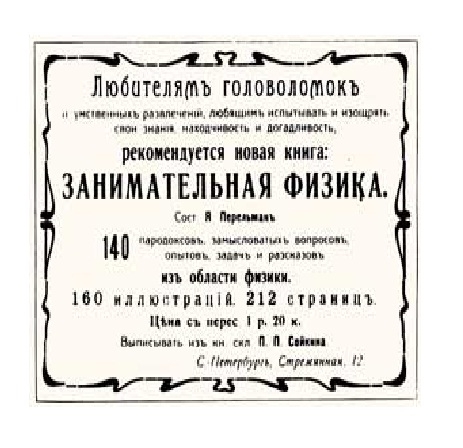 Любителямъ головоломокъ
и умственныхъ развлеченій, любящимъ испытывать и изощрять
свои знанія, находчивость и догадливость,
рекомендуется новая книга:
ЗАНИМАТЕЛЬНАЯ ФИЗИКА.
Сост Я Перельманъ
140 пародоксовъ, замысловатыхъ вопросовъ,
опытовъ, задачъ и разсказовъ
изъ области физики.
160 иллюстрацій. 212 страницъ.
Цѣна съ перес 1 р. 20 к.
Выписывать изъ кн. скл П. П. Сойкина
С-Петербургъ, Стремянная, 12